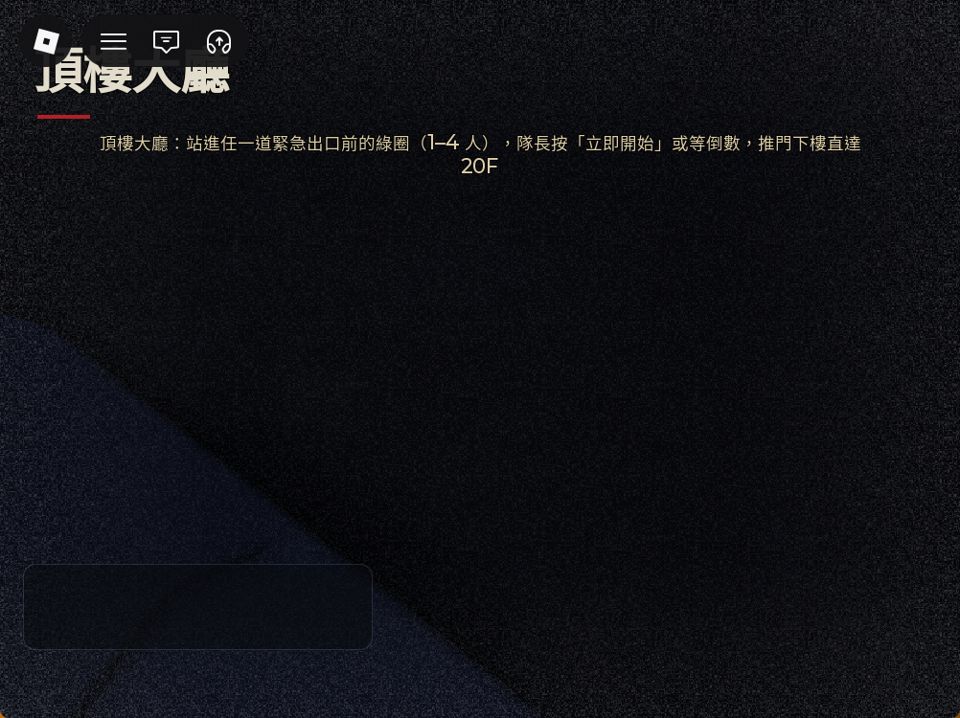 頂樓大廳
頂樓大廳：站進任一道緊急出口前的綠圈（1–4 人），隊長按「立即開始」或等倒數，推門下樓直達
20F